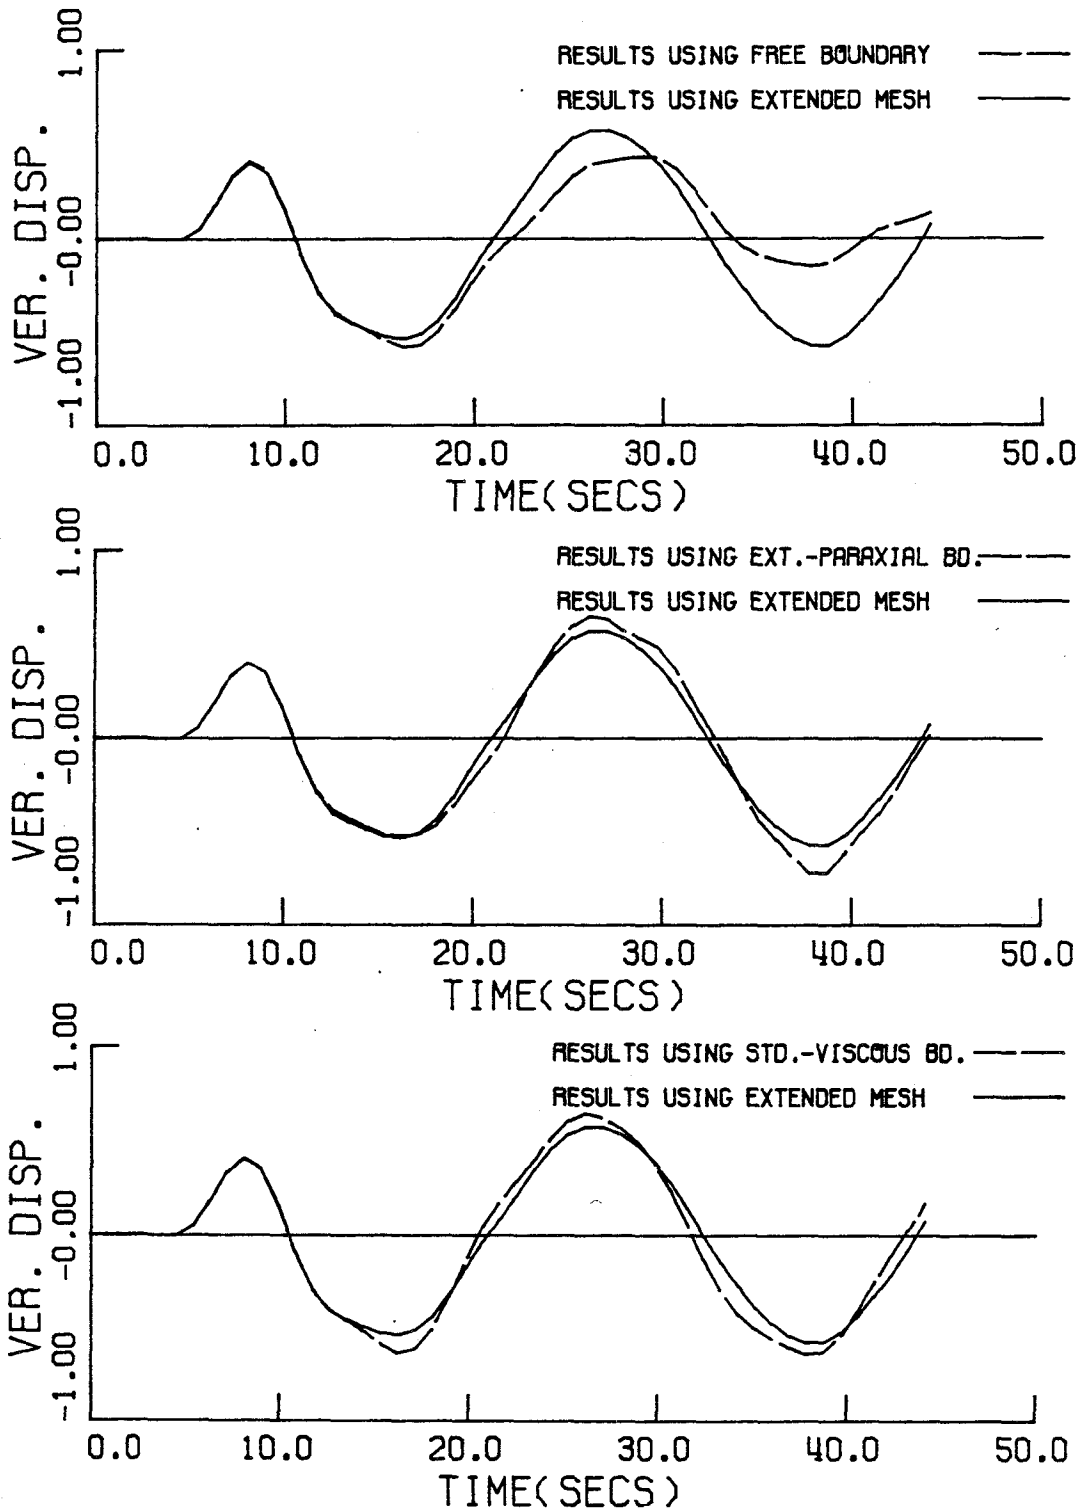 RESULTS USING FREE BOUNDARY
RESULTS USING EXTENDED MESH
VER. DISP.
1.00
-0.00
-1.00
0.0 10.0 20.0 30.0 40.0 50.0
TIME(SECS)
RESULTS USING EXT.-PARAXIAL BD.
RESULTS USING EXTENDED MESH
VER. DISP.
1.00
-0.00
-1.00
0.0 10.0 20.0 30.0 40.0 50.0
TIME(SECS)
RESULTS USING STD.-VISCOUS BD.
RESULTS USING EXTENDED MESH
VER. DISP.
1.00
-0.00
-1.00
0.0 10.0 20.0 30.0 40.0 50.0
TIME(SECS)